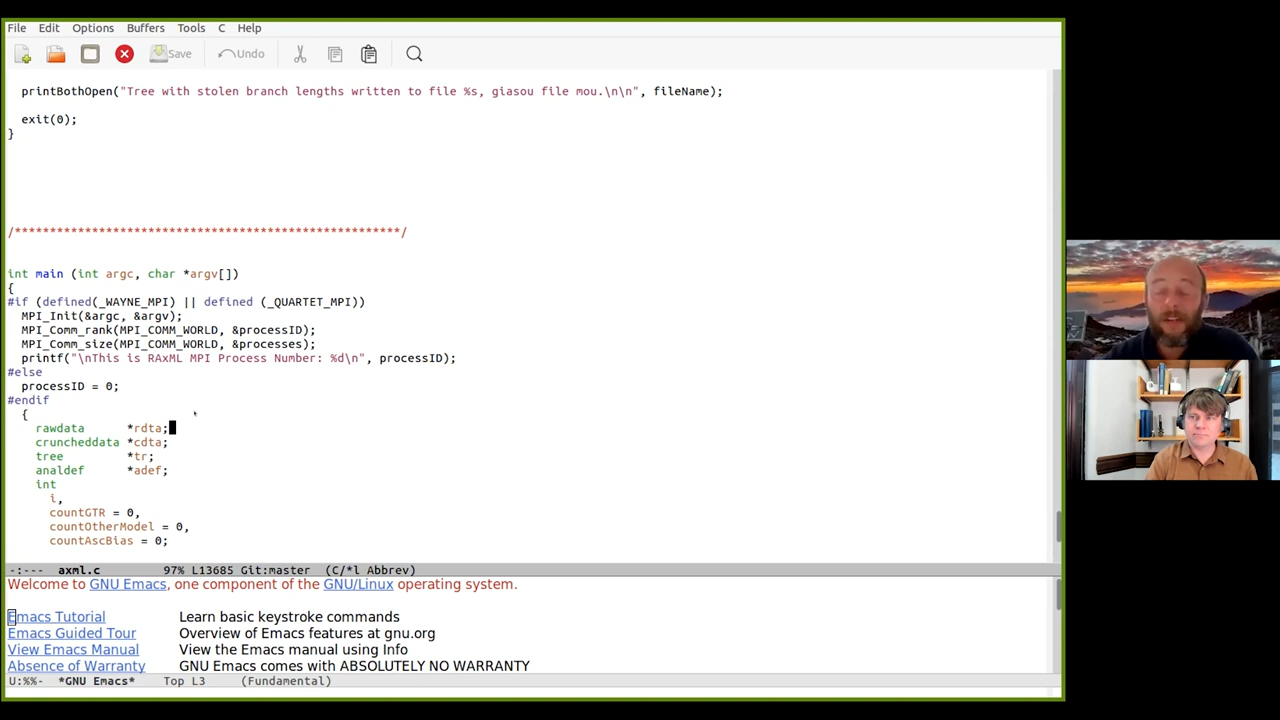 File Edit Options Buffers Tools C Help
Save Undo
printBothOpen("Tree with stolen branch lengths written to file %s, giasou file mou.\n\n", fileName);
exit(0);
}
/*******************************************************/
int main (int argc, char *argv[])
{
#if (defined(_WAYNE_MPI) || defined (_QUARTET_MPI))
MPI_Init(&argc, &argv);
MPI_Comm_rank(MPI_COMM_WORLD, &processID);
MPI_Comm_size(MPI_COMM_WORLD, &processes);
printf("\nThis is RAxML MPI Process Number: %d\n", processID);
#else
processID = 0;
#endif
{
rawdata *rdta;
cruncheddata *cdta;
tree *tr;
analdef *adef;
int
i,
countGTR = 0,
countOtherModel = 0,
countAscBias = 0;
-:--- axml.c 97% L13685 Git:master (C/*l Abbrev)
Welcome to GNU Emacs, one component of the GNU/Linux operating system.
Emacs Tutorial Learn basic keystroke commands
Emacs Guided Tour Overview of Emacs features at gnu.org
View Emacs Manual View the Emacs manual using Info
Absence of Warranty GNU Emacs comes with ABSOLUTELY NO WARRANTY
U:%%- *GNU Emacs* Top L3 (Fundamental)